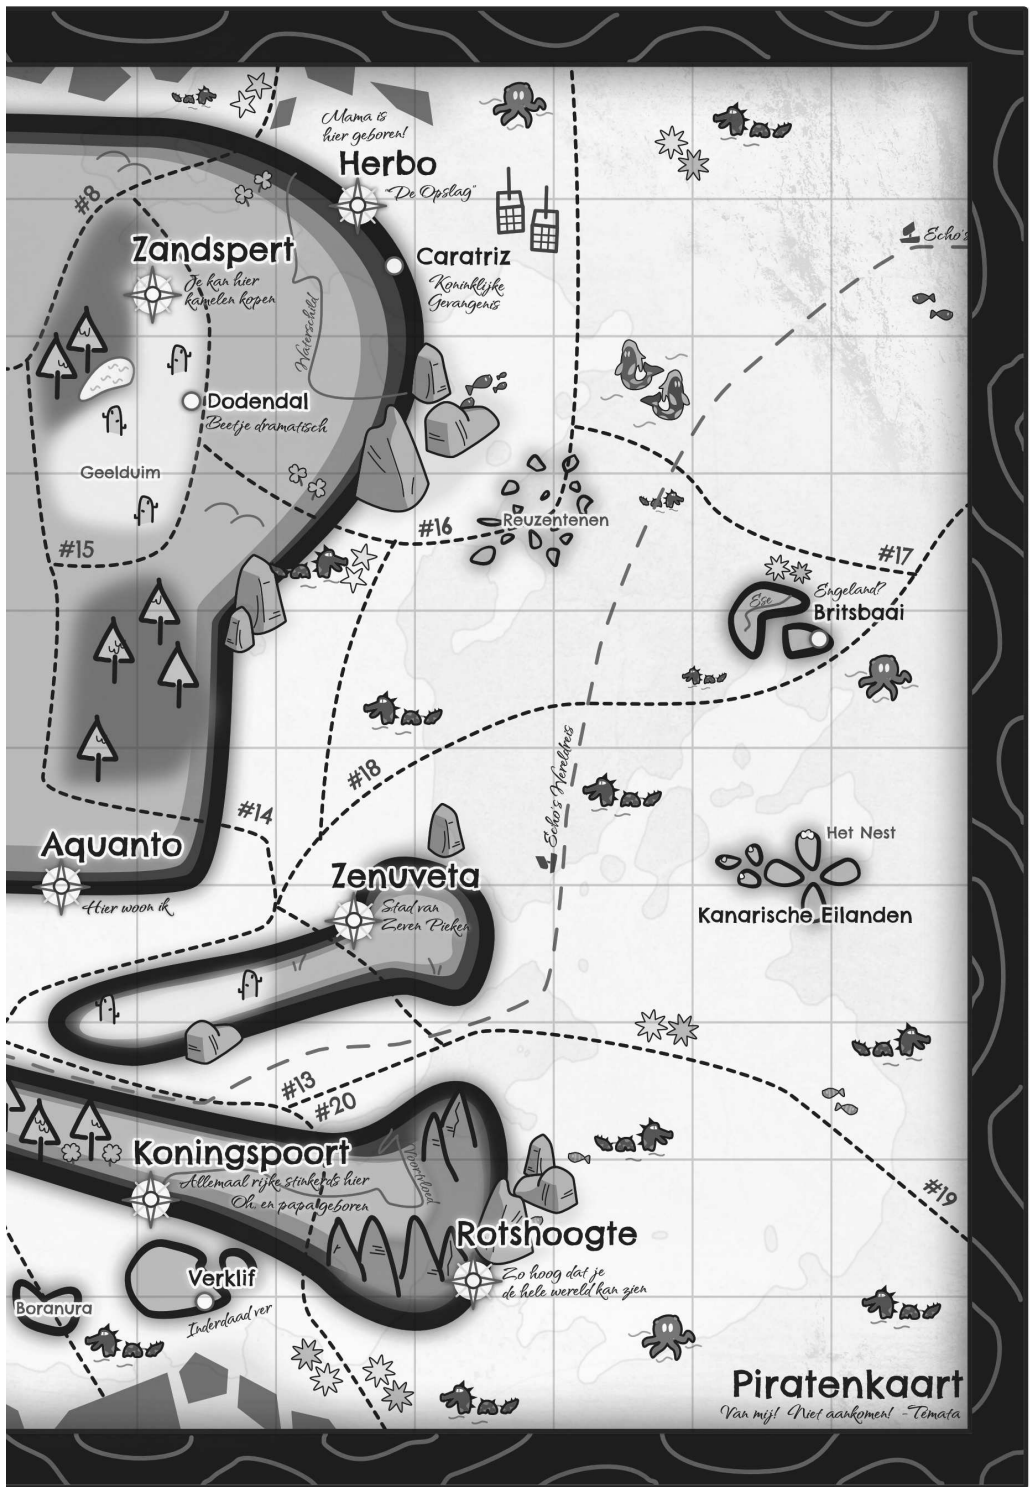 Mama is
hier geboren!
Herbo
"De Opslag"
#8
Zandspert
Je kan hier
kamelen kopen
Caratriz
Koninklijke
Gevangenis
Echo's
Waterschild
Dodendal
Beetje dramatisch
Geelduim
#16
Reuzentenen
#15
#17
Ese
Engeland?
Britsbaai
#18
Echo's Wereldreis
#14
Aquanto
Hier woon ik
Zenuveta
Stad van
Zeven Pieken
Het Nest
Kanarische Eilanden
#13
#20
Koningspoort
Allemaal rijke stinkerds hier
Oh, en papa geboren
Voortvloed
#19
Rotshoogte
Zo hoog dat je
de hele wereld kan zien
Verklif
Inderdaad ver
Boranura
Piratenkaart
Van mij! Niet aankomen! - Témata